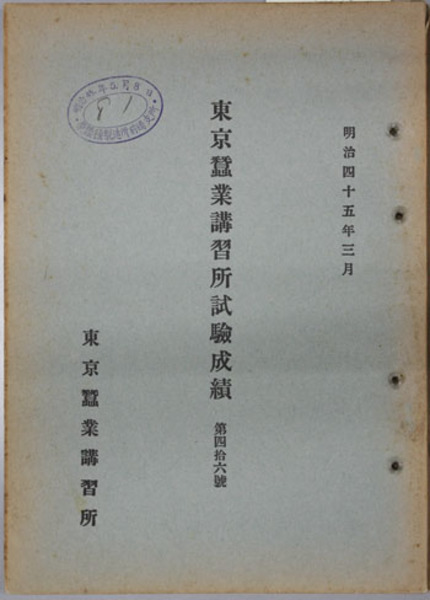 明治四十五年三月
東京蠶業講習所試驗成績 第四拾六號
東京蠶業講習所